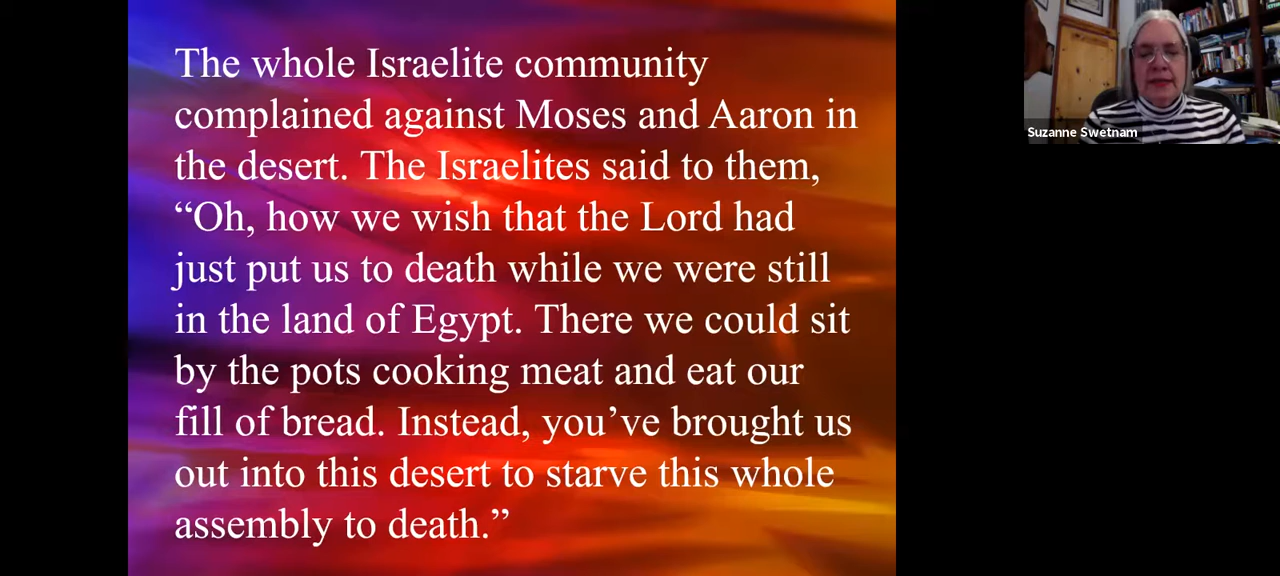 The whole Israelite community
complained against Moses and Aaron in
the desert. The Israelites said to them,
“Oh, how we wish that the Lord had
just put us to death while we were still
in the land of Egypt. There we could sit
by the pots cooking meat and eat our
fill of bread. Instead, you’ve brought us
out into this desert to starve this whole
assembly to death.”
Suzanne Swetnam